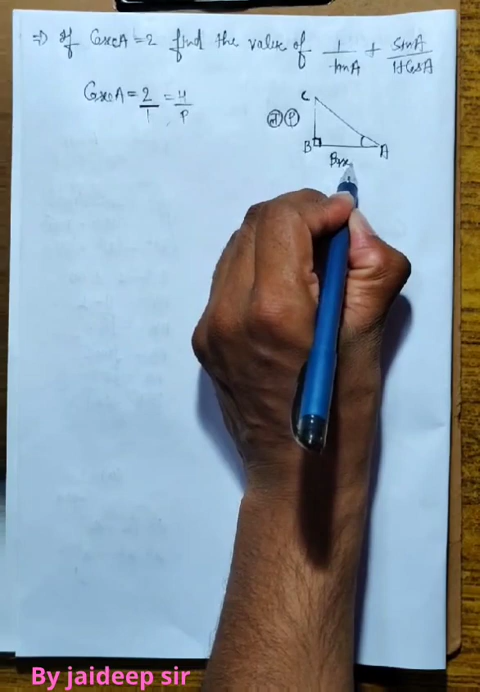 ⇒ If CosecA = 2 find the value of 1/tanA + SinA/1+CosA
CosecA = 2/1 = H/P
C
P
B A
By jaideep sir